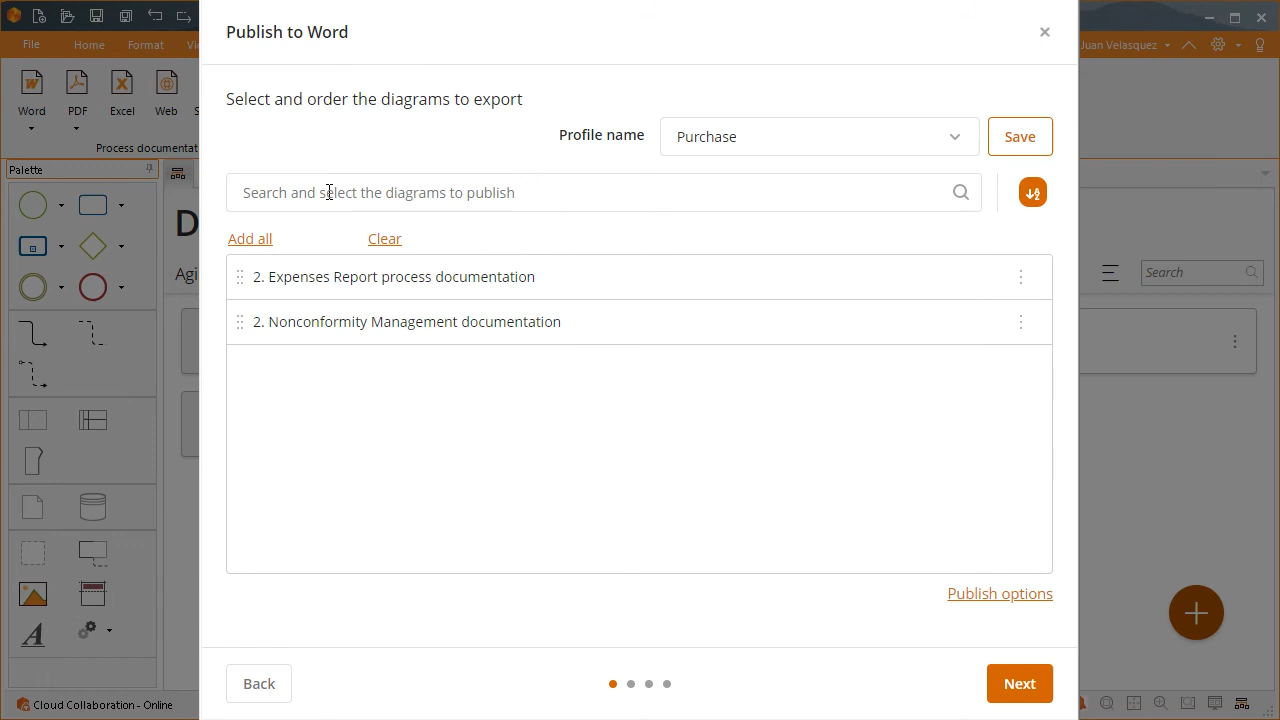 Publish to Word
File
Home
Format
Juan Velasquez
Word
PDF
Excel
Web
Process documentat
Select and order the diagrams to export
Profile name
Purchase
Save
Palette
Search and select the diagrams to publish
Add all
Clear
D
Agi
2. Expenses Report process documentation
Search
2. Nonconformity Management documentation
Publish options
Back
Next
Cloud Collaboration - Online